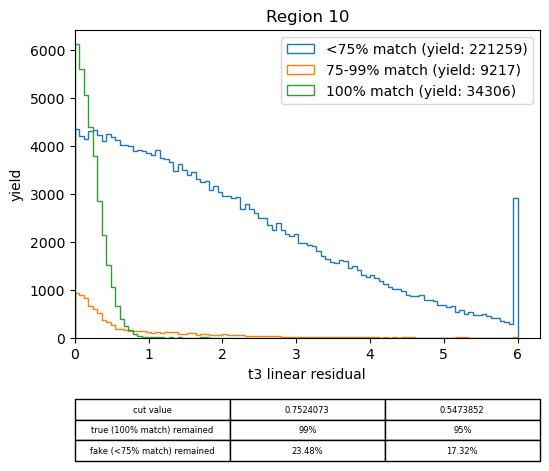 Region 10
<75% match (yield: 221259)
75-99% match (yield: 9217)
100% match (yield: 34306)
6000
5000
4000
3000
2000
1000
0
yield
0 1 2 3 4 5 6
t3 linear residual
cut value 0.7524073 0.5473852
true (100% match) remained 99% 95%
fake (<75% match) remained 23.48% 17.32%